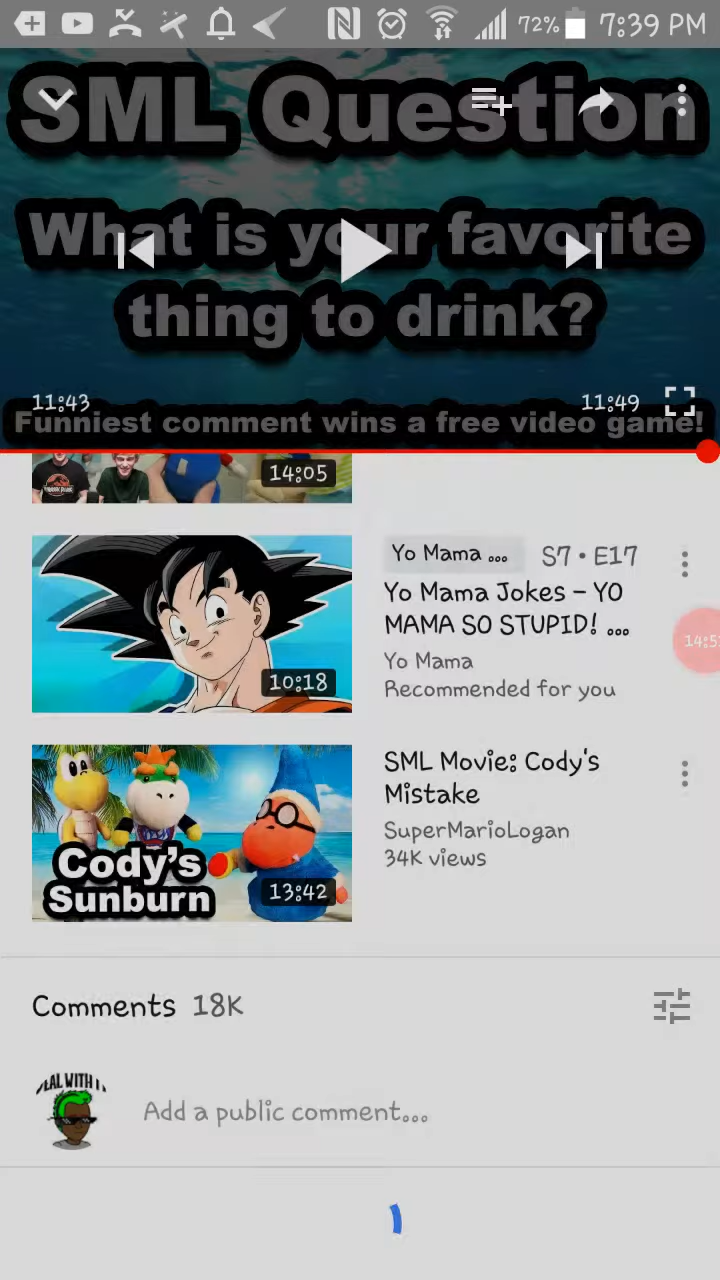 72% 7:39 PM
SML Question
What is your favorite
thing to drink?
11:43 11:49
Funniest comment wins a free video game!
14:05
Yo Mama ... S7 • E17
Yo Mama Jokes – YO
MAMA SO STUPID! ...
Yo Mama
Recommended for you
10:18
14:5
SML Movie: Cody's
Mistake
SuperMarioLogan
34K views
Cody's
Sunburn
13:42
Comments 18K
Add a public comment...